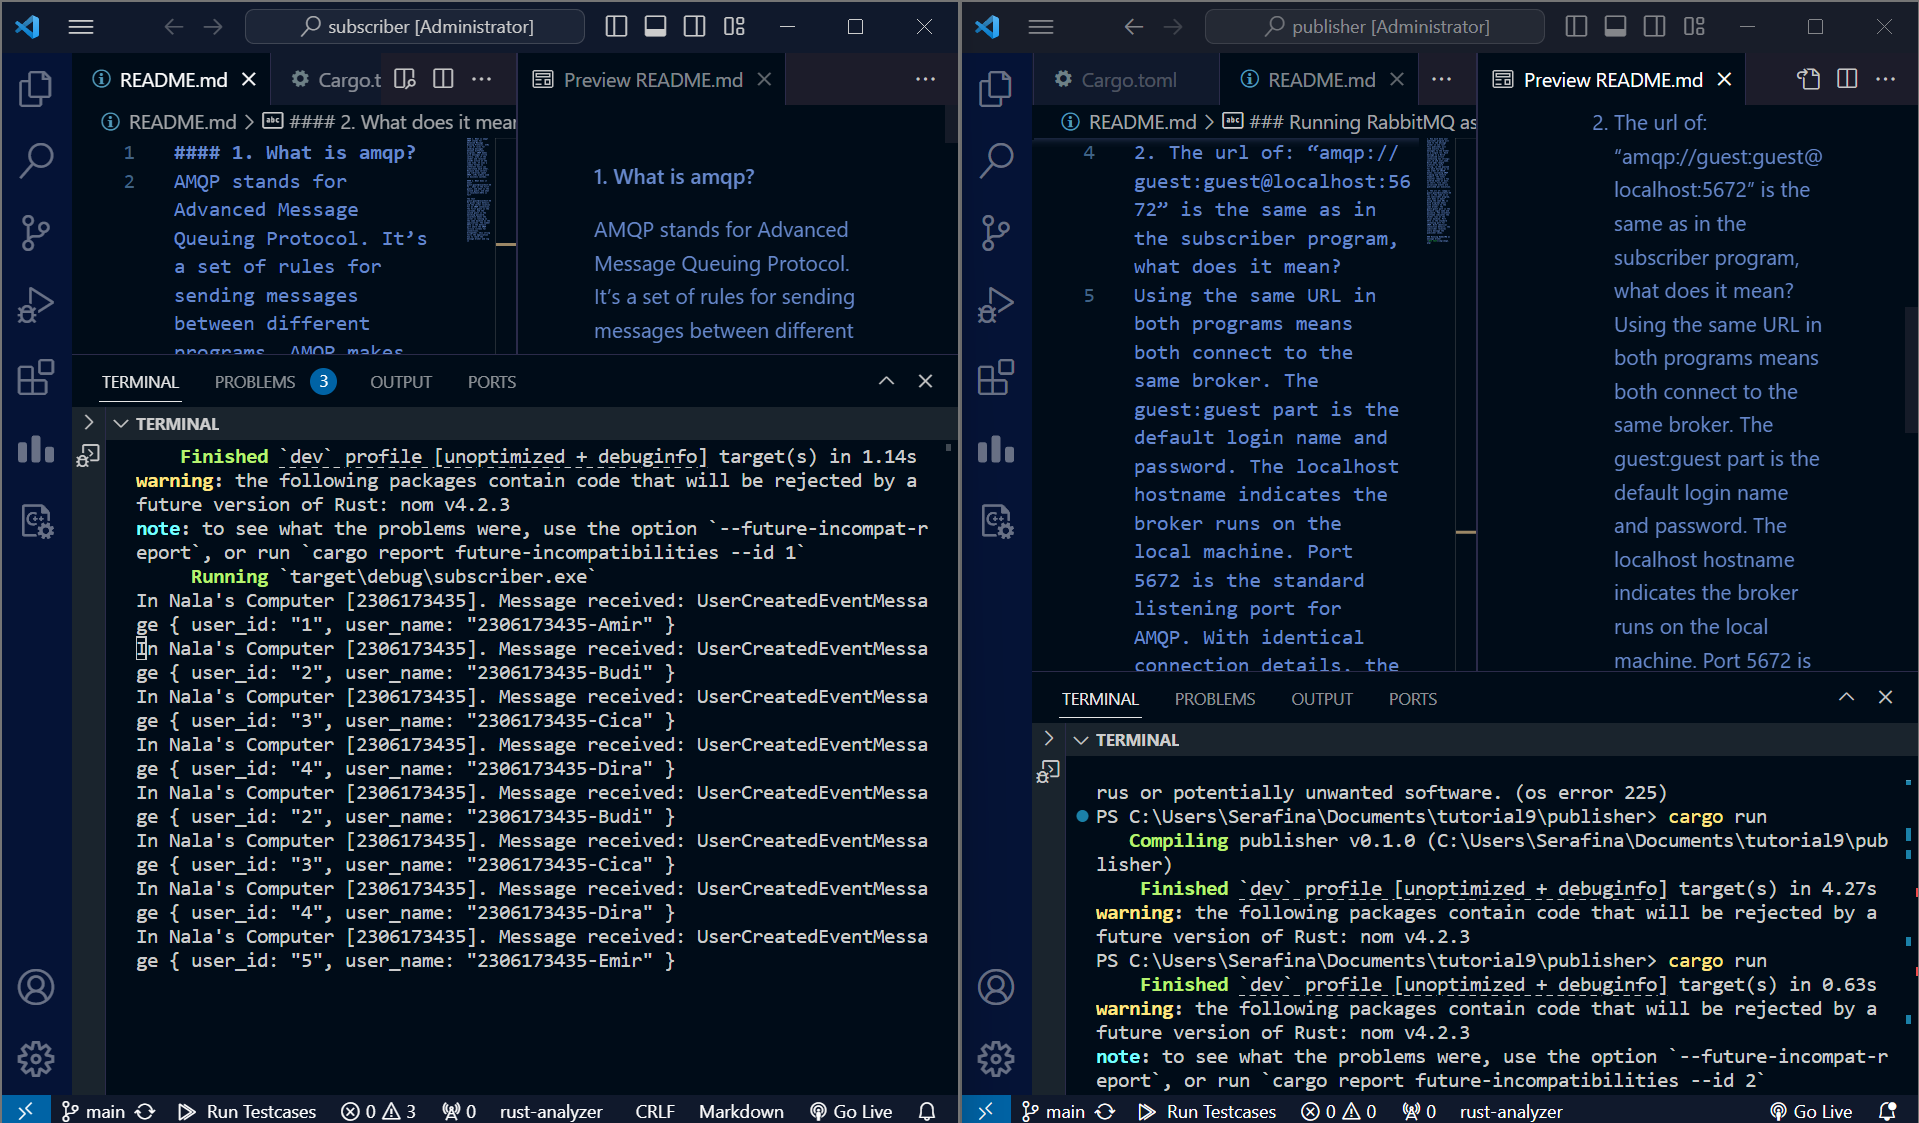 subscriber [Administrator]
README.md
Cargo.t
Preview README.md
README.md > #### 2. What does it mean
1 #### 1. What is amqp?
2 AMQP stands for
Advanced Message
Queuing Protocol. It’s
a set of rules for
sending messages
between different
programs. AMQP makes
1. What is amqp?
AMQP stands for Advanced
Message Queuing Protocol.
It’s a set of rules for sending
messages between different
TERMINAL PROBLEMS 3 OUTPUT PORTS
TERMINAL
Finished `dev` profile [unoptimized + debuginfo] target(s) in 1.14s
warning: the following packages contain code that will be rejected by a
future version of Rust: nom v4.2.3
note: to see what the problems were, use the option `--future-incompat-r
eport`, or run `cargo report future-incompatibilities --id 1`
Running `target\debug\subscriber.exe`
In Nala's Computer [2306173435]. Message received: UserCreatedEventMessa
ge { user_id: "1", user_name: "2306173435-Amir" }
In Nala's Computer [2306173435]. Message received: UserCreatedEventMessa
ge { user_id: "2", user_name: "2306173435-Budi" }
In Nala's Computer [2306173435]. Message received: UserCreatedEventMessa
ge { user_id: "3", user_name: "2306173435-Cica" }
In Nala's Computer [2306173435]. Message received: UserCreatedEventMessa
ge { user_id: "4", user_name: "2306173435-Dira" }
In Nala's Computer [2306173435]. Message received: UserCreatedEventMessa
ge { user_id: "2", user_name: "2306173435-Budi" }
In Nala's Computer [2306173435]. Message received: UserCreatedEventMessa
ge { user_id: "3", user_name: "2306173435-Cica" }
In Nala's Computer [2306173435]. Message received: UserCreatedEventMessa
ge { user_id: "4", user_name: "2306173435-Dira" }
In Nala's Computer [2306173435]. Message received: UserCreatedEventMessa
ge { user_id: "5", user_name: "2306173435-Emir" }
main Run Testcases 0 3 0 rust-analyzer CRLF Markdown Go Live
publisher [Administrator]
Cargo.toml
README.md
Preview README.md
README.md > ### Running RabbitMQ as
4 2. The url of: “amqp://
guest:guest@localhost:56
72” is the same as in
the subscriber program,
what does it mean?
5 Using the same URL in
both programs means
both connect to the
same broker. The
guest:guest part is the
default login name and
password. The localhost
hostname indicates the
broker runs on the
local machine. Port
5672 is the standard
listening port for
AMQP. With identical
connection details, the
2. The url of:
“amqp://guest:guest@
localhost:5672” is the
same as in the
subscriber program,
what does it mean?
Using the same URL in
both programs means
both connect to the
same broker. The
guest:guest part is the
default login name
and password. The
localhost hostname
indicates the broker
runs on the local
machine. Port 5672 is
TERMINAL PROBLEMS OUTPUT PORTS
TERMINAL
rus or potentially unwanted software. (os error 225)
PS C:\Users\Serafina\Documents\tutorial9\publisher> cargo run
Compiling publisher v0.1.0 (C:\Users\Serafina\Documents\tutorial9\pub
lisher)
Finished `dev` profile [unoptimized + debuginfo] target(s) in 4.27s
warning: the following packages contain code that will be rejected by a
future version of Rust: nom v4.2.3
PS C:\Users\Serafina\Documents\tutorial9\publisher> cargo run
Finished `dev` profile [unoptimized + debuginfo] target(s) in 0.63s
warning: the following packages contain code that will be rejected by a
future version of Rust: nom v4.2.3
note: to see what the problems were, use the option `--future-incompat-r
eport`, or run `cargo report future-incompatibilities --id 2`
main Run Testcases 0 0 0 rust-analyzer Go Live